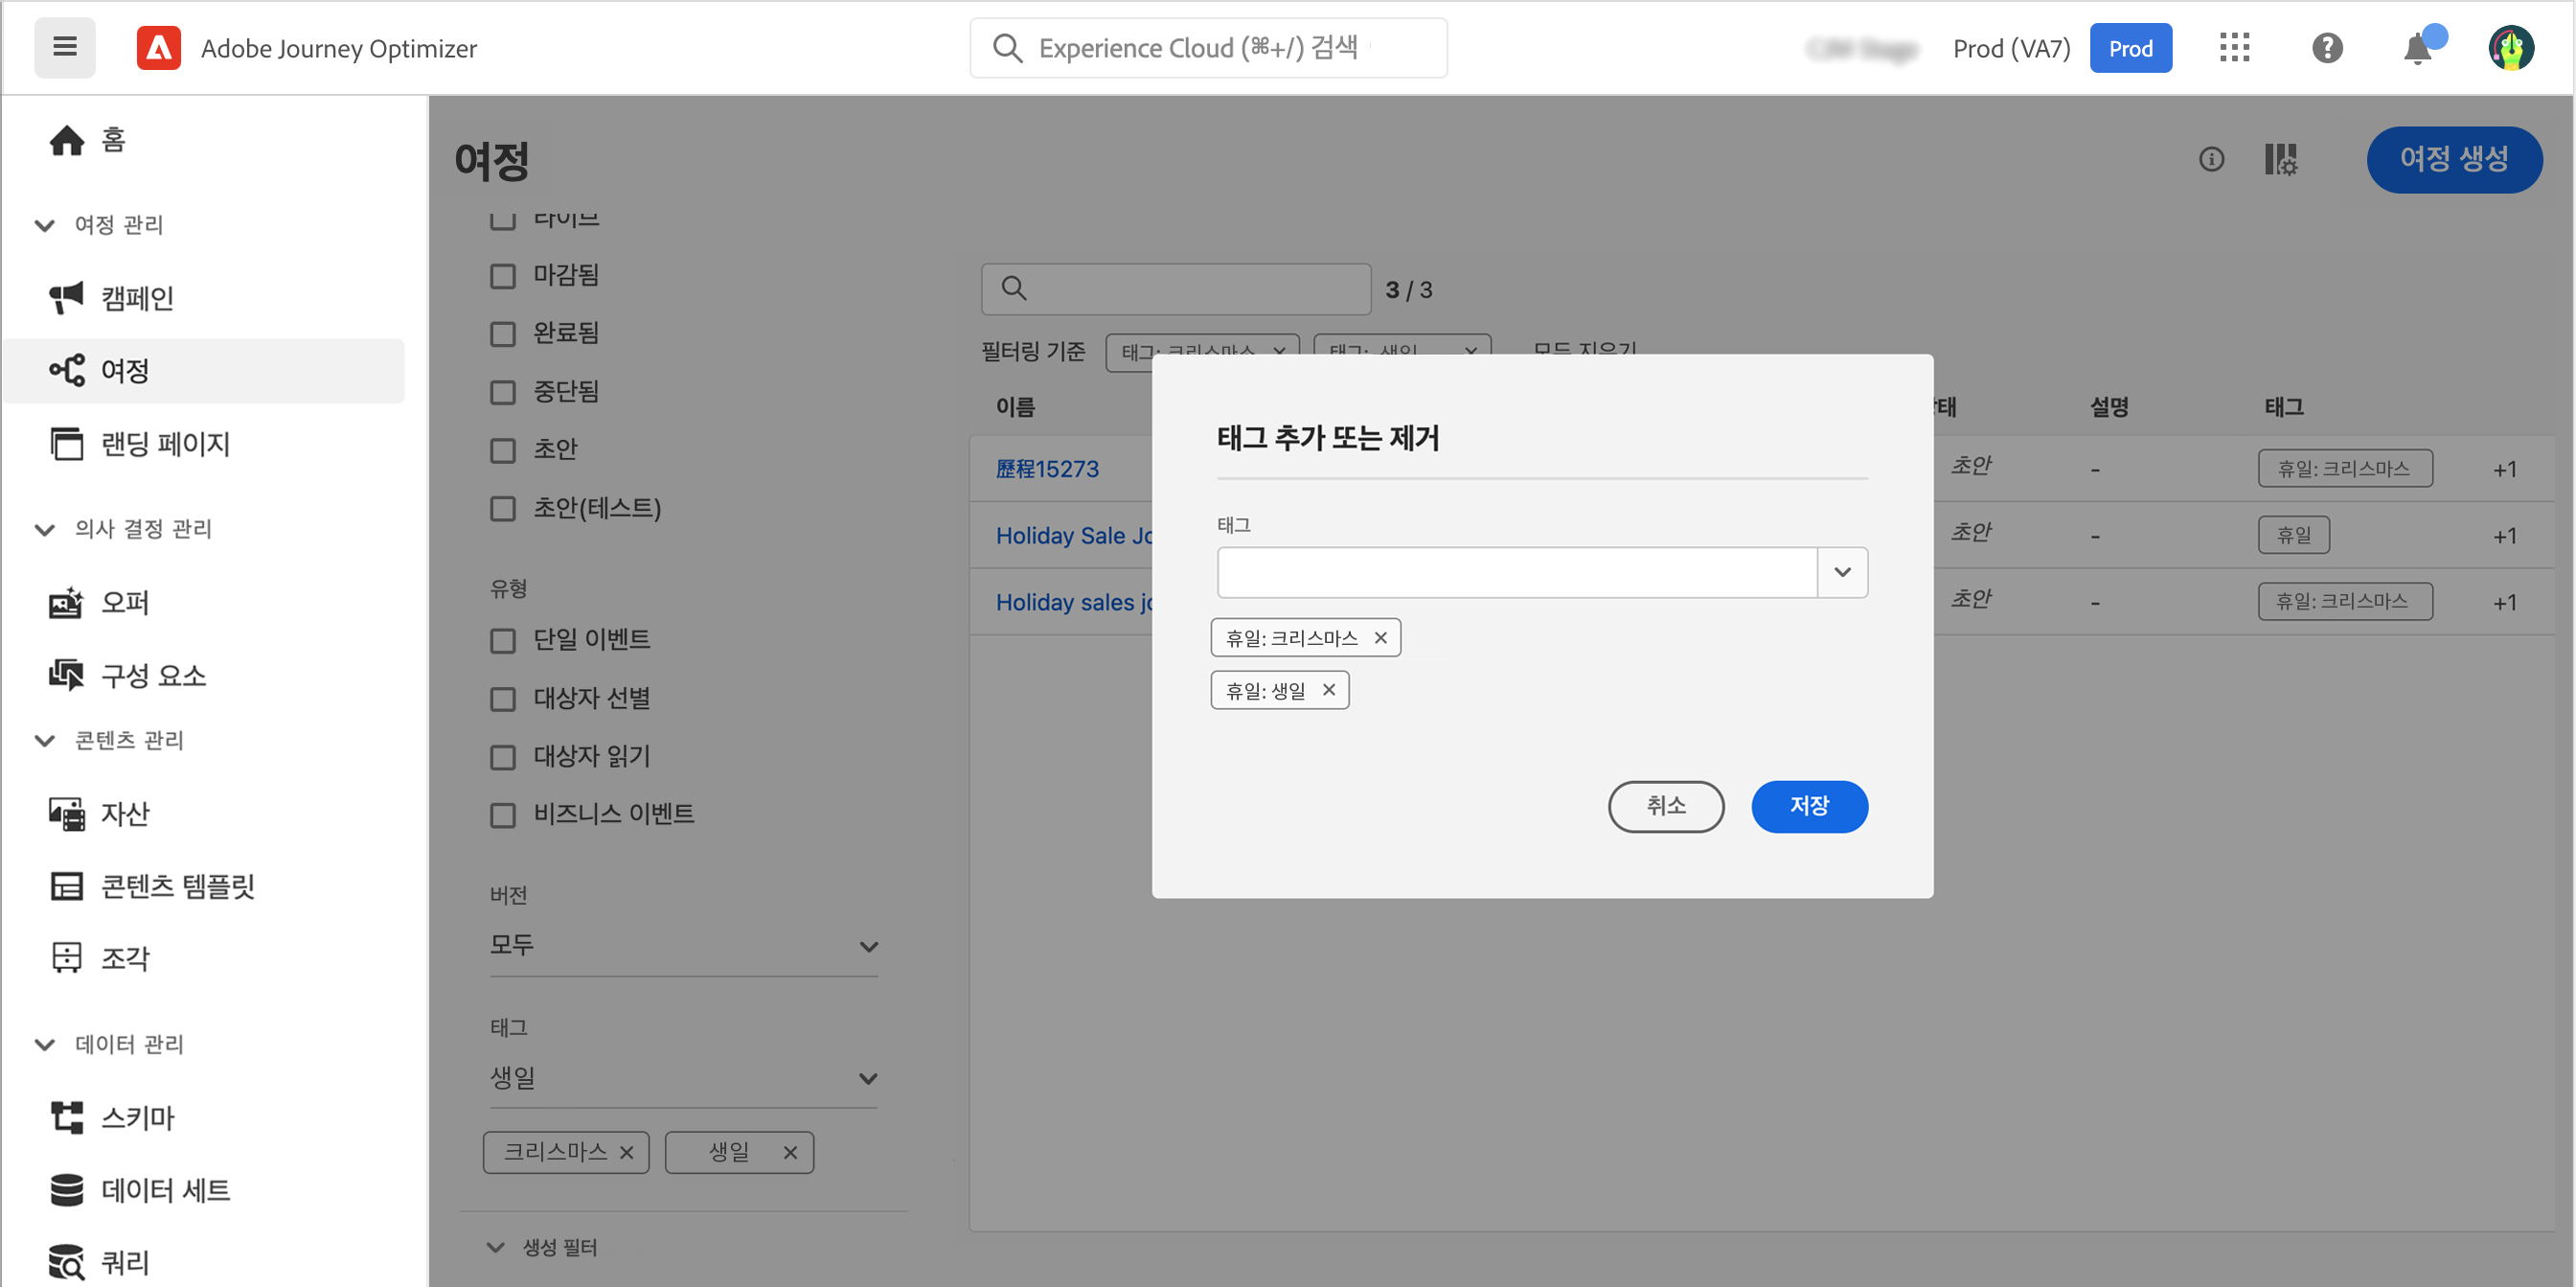 Adobe Journey Optimizer
Experience Cloud (⌘+/) 검색
Prod (VA7)
Prod
홈
여정 관리
캠페인
여정
랜딩 페이지
의사 결정 관리
오퍼
구성 요소
콘텐츠 관리
자산
콘텐츠 템플릿
조각
데이터 관리
스키마
데이터 세트
쿼리
여정
여정 생성
라이브
마감됨
완료됨
중단됨
초안
초안(테스트)
유형
단일 이벤트
대상자 선별
대상자 읽기
비즈니스 이벤트
버전
모두
태그
생일
크리스마스 ×
생일 ×
생성 필터
3 / 3
필터링 기준 태그: 크리스마스 × 태그: 생일 × 모두 지우기
이름 설명 태그
歷程15273 초안 - 휴일: 크리스마스 +1
Holiday Sale Jo 초안 - 휴일 +1
Holiday sales jo 초안 - 휴일: 크리스마스 +1
태그 추가 또는 제거
태그
휴일: 크리스마스 ×
휴일: 생일 ×
취소
저장